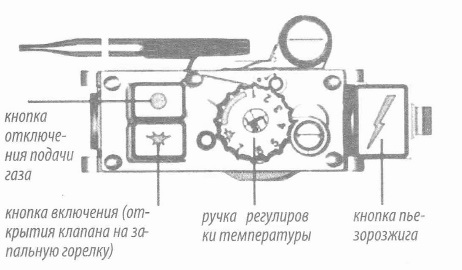 кнопка
отключе-
ния подачи
газа
кнопка включения (от-
крытия клапана на за-
пальную горелку)
ручка регулиров
ки температуры
кнопка пье-
зорозжига